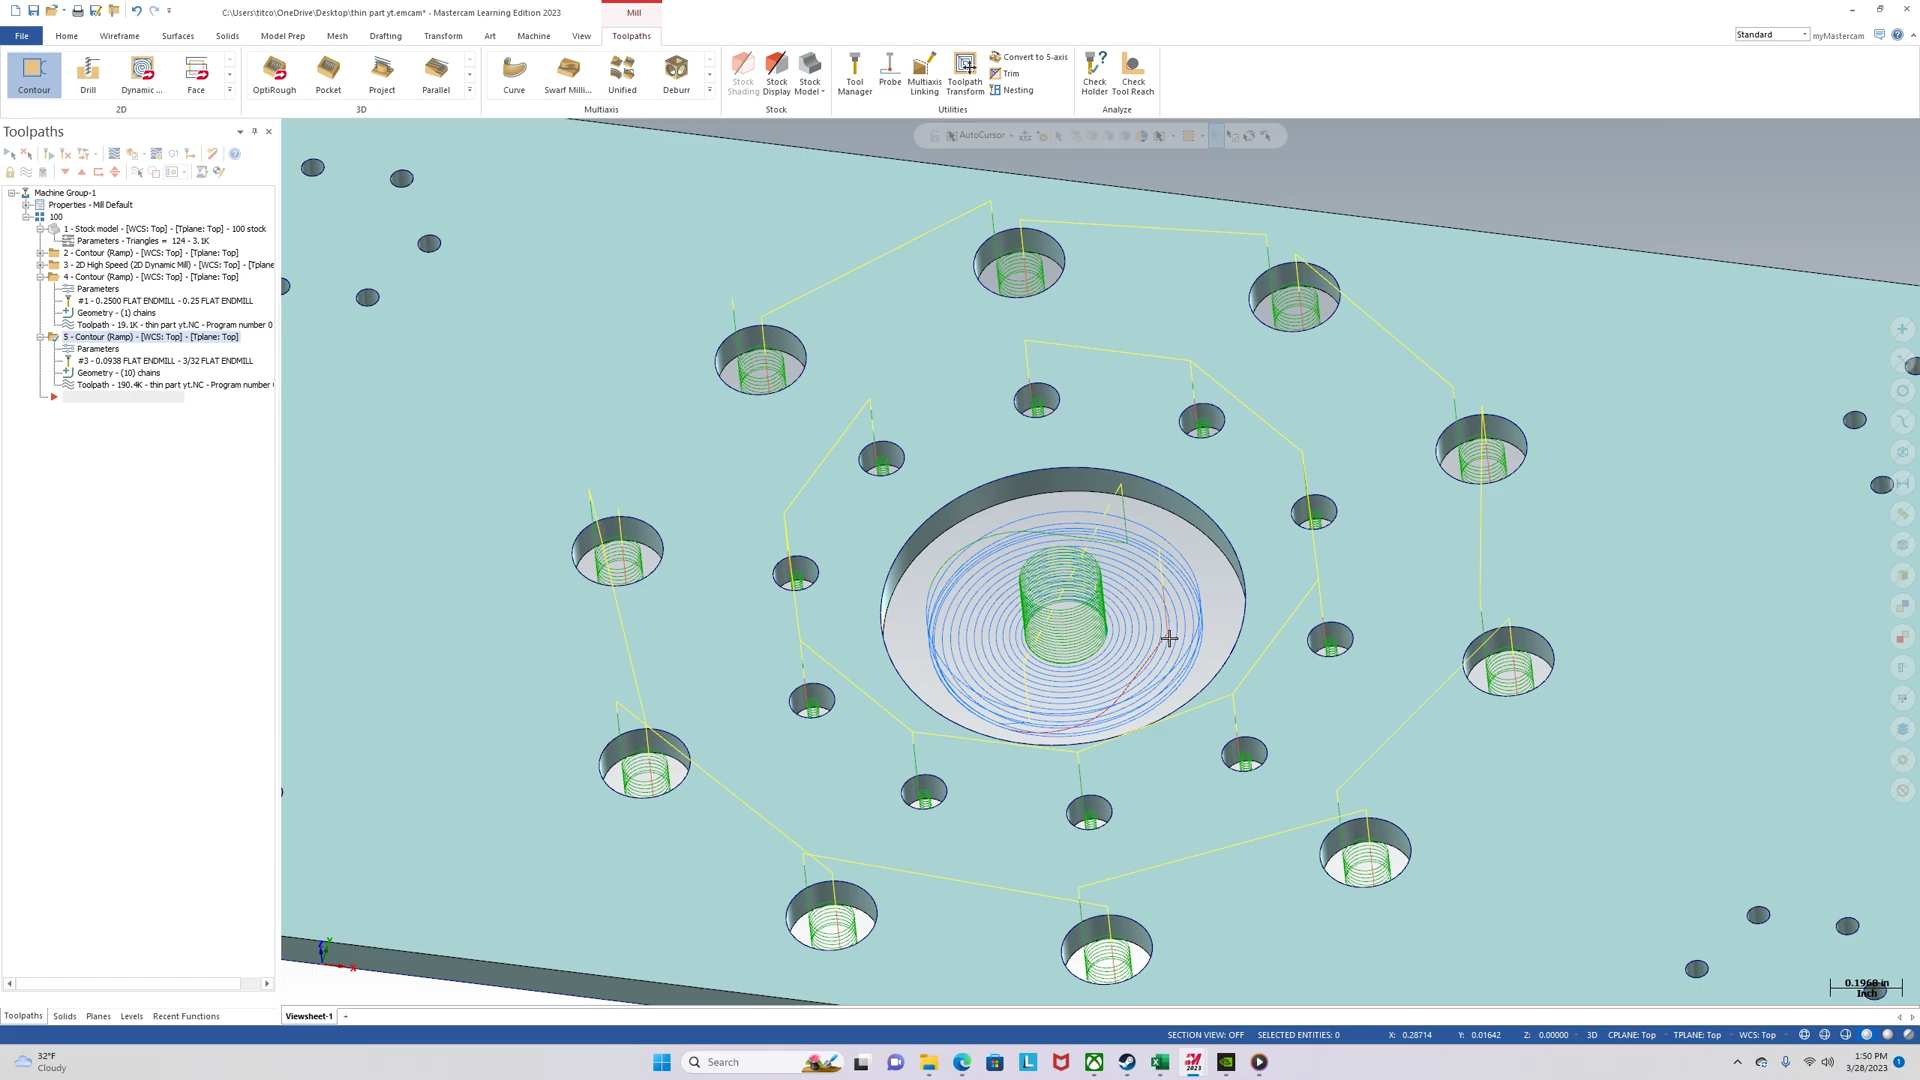 C:\Users\titco\OneDrive\Desktop\thin part yt.emcam* - Mastercam Learning Edition 2023
Mill
File Home Wireframe Surfaces Solids Model Prep Mesh Drafting Transform Art Machine View Toolpaths
Standard
myMastercam
Contour Drill Dynamic ... Face
2D
OptiRough Pocket Project Parallel
3D
Curve Swarf Milli... Unified Deburr
Multiaxis
Stock Shading
Stock Display
Stock Model
Stock
Tool Manager
Probe
Multiaxis Linking
Toolpath Transform
Convert to 5-axis
Trim
Nesting
Utilities
Check Holder
Check Tool Reach
Analyze
Toolpaths
AutoCursor
G1
Machine Group-1
Properties - Mill Default
100
1 - Stock model - [WCS: Top] - [Tplane: Top] - 100 stock
Parameters - Triangles = 124 - 3.1K
2 - Contour (Ramp) - [WCS: Top] - [Tplane: Top]
3 - 2D High Speed (2D Dynamic Mill) - [WCS: Top] - [Tplane
4 - Contour (Ramp) - [WCS: Top] - [Tplane: Top]
Parameters
#1 - 0.2500 FLAT ENDMILL - 0.25 FLAT ENDMILL
Geometry - (1) chains
Toolpath - 19.1K - thin part yt.NC - Program number 0
5 - Contour (Ramp) - [WCS: Top] - [Tplane: Top]
Parameters
#3 - 0.0938 FLAT ENDMILL - 3/32 FLAT ENDMILL
Geometry - (10) chains
Toolpath - 190.4K - thin part yt.NC - Program number
Z Y X
0.1968 in
Inch
Toolpaths Solids Planes Levels Recent Functions
Viewsheet-1 +
SECTION VIEW: OFF SELECTED ENTITIES: 0 X: 0.28714 Y: 0.01642 Z: 0.00000 3D CPLANE: Top TPLANE: Top WCS: Top
32°F
Cloudy
Search
L
2023
1:50 PM
3/28/2023
1